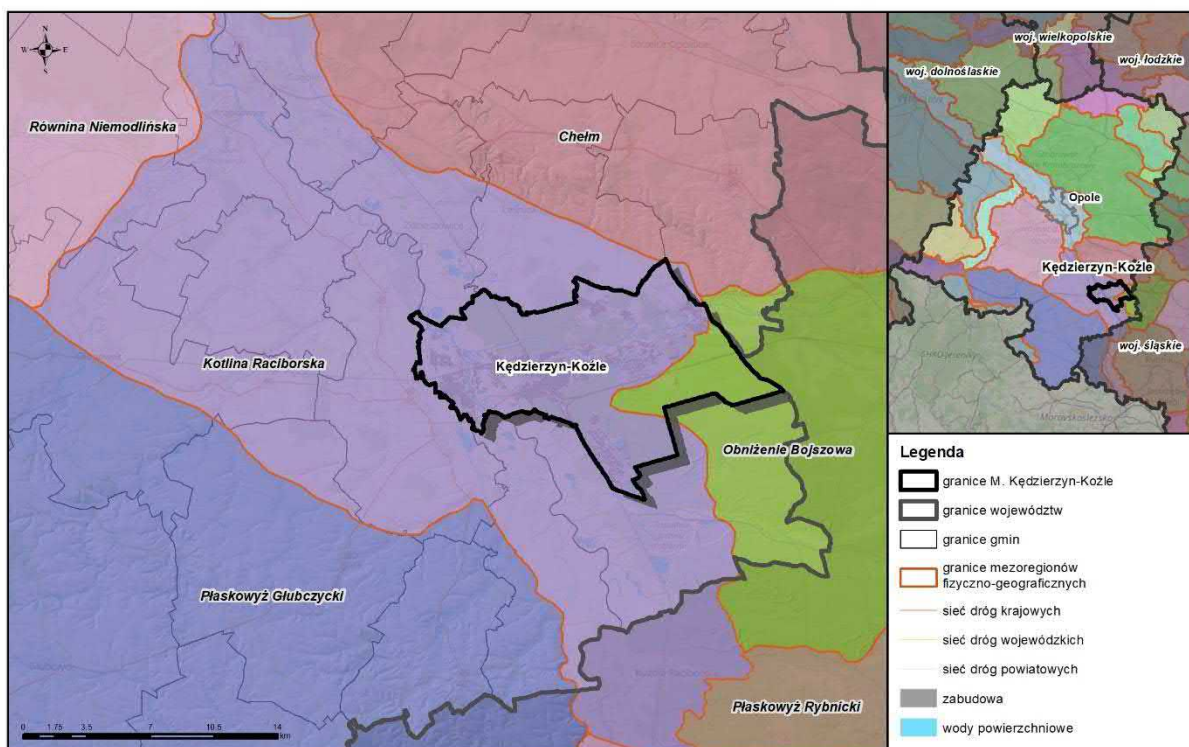 N
W E
S
Równina Niemodlińska
Chełm
Kotlina Raciborska
Kędzierzyn-Koźle
Obniżenie Bojszowa
Płaskowyż Głubczycki
Płaskowyż Rybnicki
0 1.75 3.5 7 10.5 14
km
woj. wielkopolskie
woj. łodzkie
woj. dolnoślaskie
Opole
Kędzierzyn-Koźle
woj. śląskie
Legenda
granice M. Kędzierzyn-Koźle
granice województw
granice gmin
granice mezoregionów
fizyczno-geograficznych
sieć dróg krajowych
sieć dróg wojewódzkich
sieć dróg powiatowych
zabudowa
wody powierzchniowe